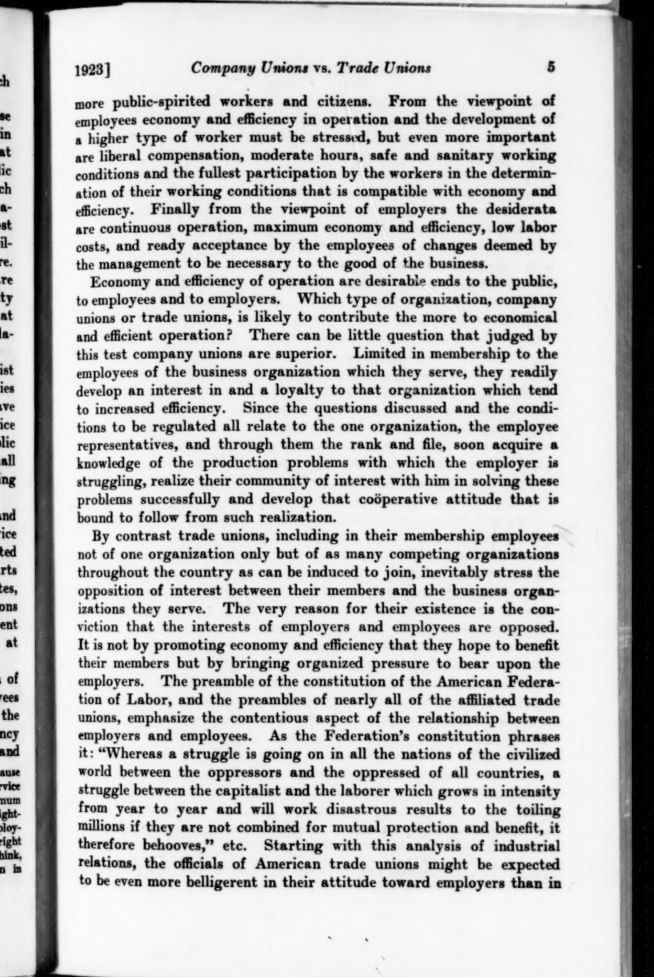 1923] Company Unions vs. Trade Unions 5
more public-spirited workers and citizens. From the viewpoint of
employees economy and efficiency in operation and the development of
a higher type of worker must be stressed, but even more important
are liberal compensation, moderate hours, safe and sanitary working
conditions and the fullest participation by the workers in the determin-
ation of their working conditions that is compatible with economy and
efficiency. Finally from the viewpoint of employers the desiderata
are continuous operation, maximum economy and efficiency, low labor
costs, and ready acceptance by the employees of changes deemed by
the management to be necessary to the good of the business.
Economy and efficiency of operation are desirable ends to the public,
to employees and to employers. Which type of organization, company
unions or trade unions, is likely to contribute the more to economical
and efficient operation? There can be little question that judged by
this test company unions are superior. Limited in membership to the
employees of the business organization which they serve, they readily
develop an interest in and a loyalty to that organization which tend
to increased efficiency. Since the questions discussed and the condi-
tions to be regulated all relate to the one organization, the employee
representatives, and through them the rank and file, soon acquire a
knowledge of the production problems with which the employer is
struggling, realize their community of interest with him in solving these
problems successfully and develop that coöperative attitude that is
bound to follow from such realization.
By contrast trade unions, including in their membership employees
not of one organization only but of as many competing organizations
throughout the country as can be induced to join, inevitably stress the
opposition of interest between their members and the business organ-
izations they serve. The very reason for their existence is the con-
viction that the interests of employers and employees are opposed.
It is not by promoting economy and efficiency that they hope to benefit
their members but by bringing organized pressure to bear upon the
employers. The preamble of the constitution of the American Federa-
tion of Labor, and the preambles of nearly all of the affiliated trade
unions, emphasize the contentious aspect of the relationship between
employers and employees. As the Federation's constitution phrases
it: "Whereas a struggle is going on in all the nations of the civilized
world between the oppressors and the oppressed of all countries, a
struggle between the capitalist and the laborer which grows in intensity
from year to year and will work disastrous results to the toiling
millions if they are not combined for mutual protection and benefit, it
therefore behooves," etc. Starting with this analysis of industrial
relations, the officials of American trade unions might be expected
to be even more belligerent in their attitude toward employers than in